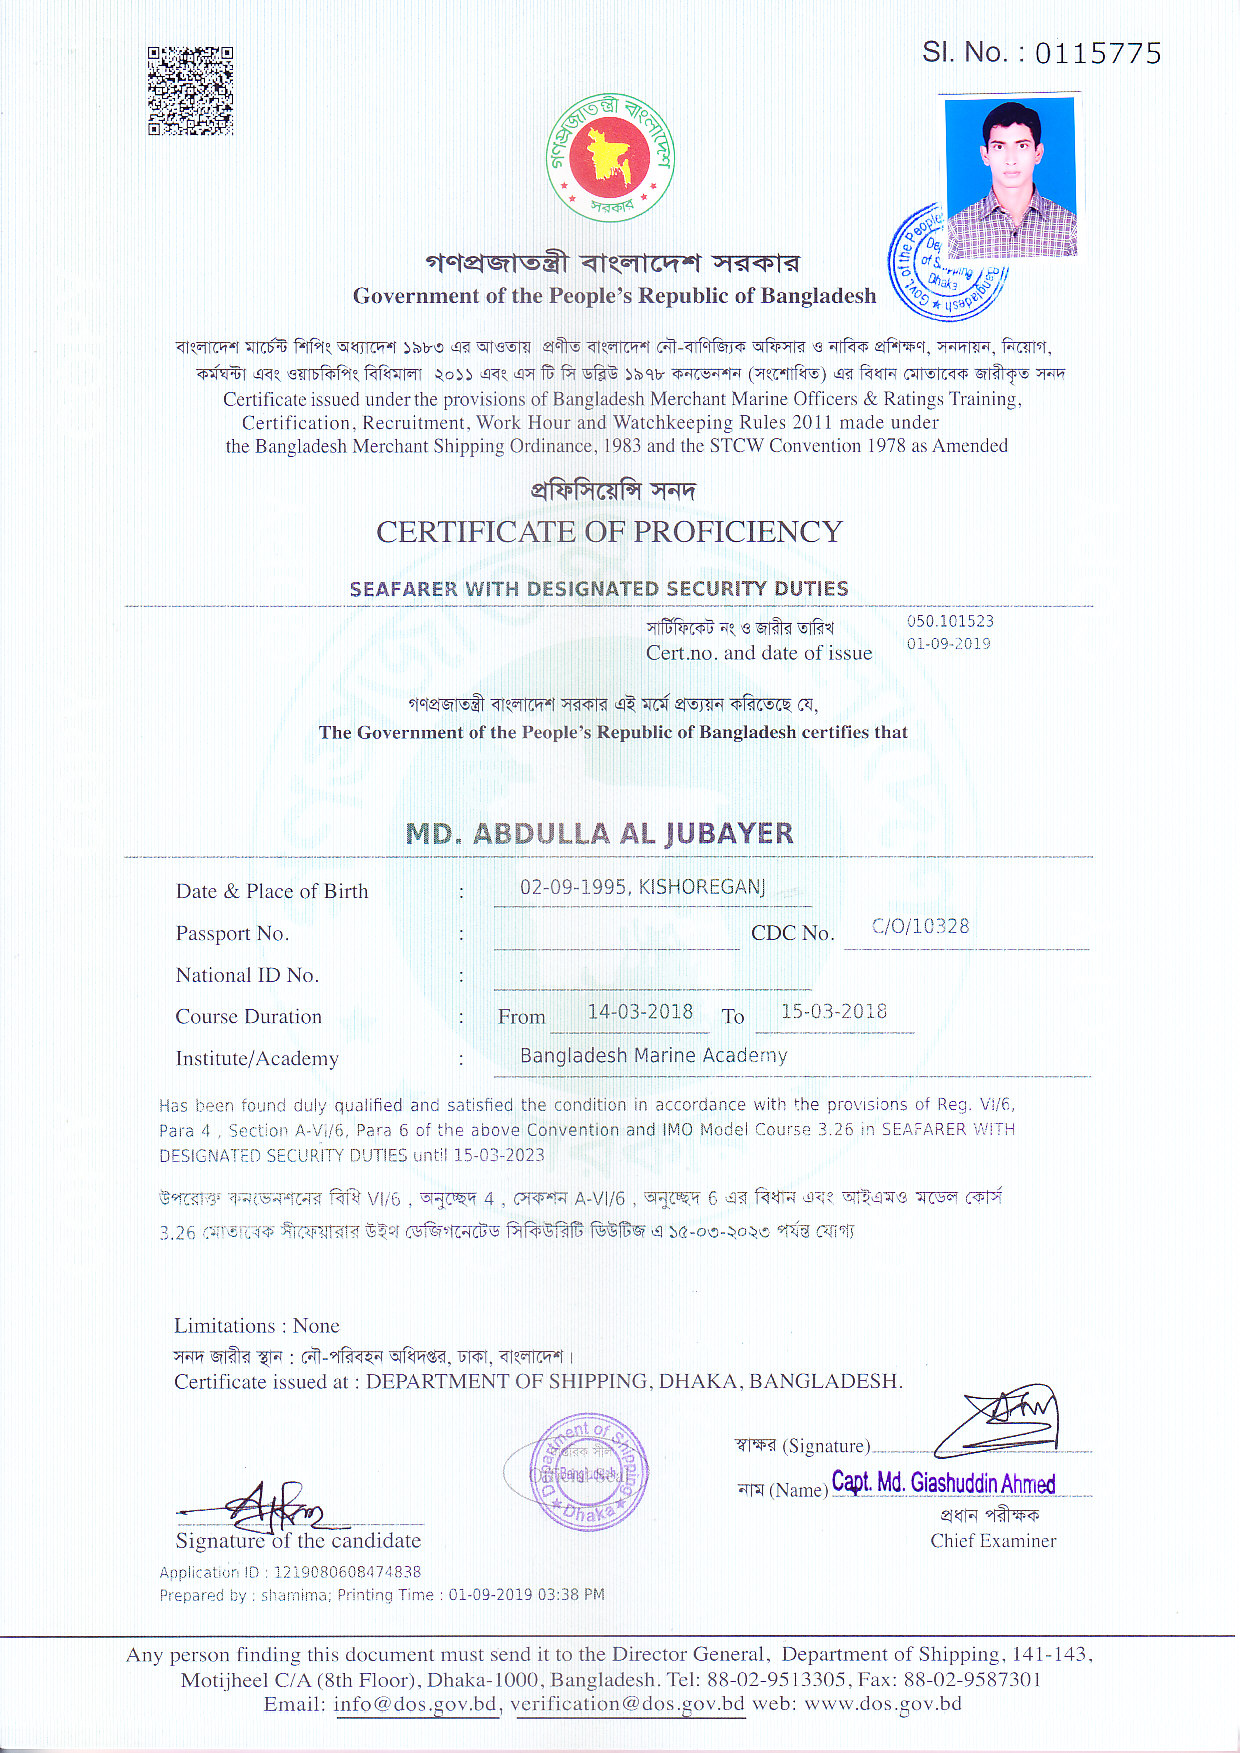 Sl. No. : 0115775
গণপ্রজাতন্ত্রী বাংলাদেশ
সরকার
গণপ্রজাতন্ত্রী বাংলাদেশ সরকার
Government of the People's Republic of Bangladesh
বাংলাদেশ মার্চেন্ট শিপিং অধ্যাদেশ ১৯৮৩ এর আওতায় প্রণীত বাংলাদেশ নৌ-বাণিজ্যিক অফিসার ও নাবিক প্রশিক্ষণ, সনদায়ন, নিয়োগ,
কর্মঘন্টা এবং ওয়াচকিপিং বিধিমালা ২০১১ এবং এস টি সি ডব্লিউ ১৯৭৮ কনভেনশন (সংশোধিত) এর বিধান মোতাবেক জারীকৃত সনদ
Certificate issued under the provisions of Bangladesh Merchant Marine Officers & Ratings Training,
Certification, Recruitment, Work Hour and Watchkeeping Rules 2011 made under
the Bangladesh Merchant Shipping Ordinance, 1983 and the STCW Convention 1978 as Amended
প্রফিসিয়েন্সি সনদ
CERTIFICATE OF PROFICIENCY
SEAFARER WITH DESIGNATED SECURITY DUTIES
সার্টিফিকেট নং ও জারীর তারিখ 050.101523
Cert.no. and date of issue 01-09-2019
গণপ্রজাতন্ত্রী বাংলাদেশ সরকার এই মর্মে প্রত্যয়ন করিতেছে যে,
The Government of the People's Republic of Bangladesh certifies that
MD. ABDULLA AL JUBAYER
Date & Place of Birth : 02-09-1995, KISHOREGANJ
Passport No. : CDC No. C/O/10328
National ID No. :
Course Duration : From 14-03-2018 To 15-03-2018
Institute/Academy : Bangladesh Marine Academy
Has been found duly qualified and satisfied the condition in accordance with the provisions of Reg. VI/6,
Para 4 , Section A-VI/6, Para 6 of the above Convention and IMO Model Course 3.26 in SEAFARER WITH
DESIGNATED SECURITY DUTIES until 15-03-2023
উপরোক্ত কনভেনশনের বিধি VI/6 , অনুচ্ছেদ 4 , সেকশন A-VI/6 , অনুচ্ছেদ 6 এর বিধান এবং আইএমও মডেল কোর্স
3.26 মোতাবেক সীফেয়ারার উইথ ডেজিগনেটেড সিকিউরিটি ডিউটিজ এ ১৫-০৩-২০২৩ পর্যন্ত যোগ্য
Limitations : None
সনদ জারীর স্থান : নৌ-পরিবহন অধিদপ্তর, ঢাকা, বাংলাদেশ।
Certificate issued at : DEPARTMENT OF SHIPPING, DHAKA, BANGLADESH.
স্বাক্ষর (Signature)
নাম (Name) Capt. Md. Giashuddin Ahmed
প্রধান পরীক্ষক
Chief Examiner
Department of Shipping
Bangladesh
Dhaka
Signature of the candidate
Application ID : 1219080608474838
Prepared by : shamima; Printing Time : 01-09-2019 03:38 PM
Any person finding this document must send it to the Director General, Department of Shipping, 141-143,
Motijheel C/A (8th Floor), Dhaka-1000, Bangladesh. Tel: 88-02-9513305, Fax: 88-02-9587301
Email: info@dos.gov.bd, verification@dos.gov.bd web: www.dos.gov.bd